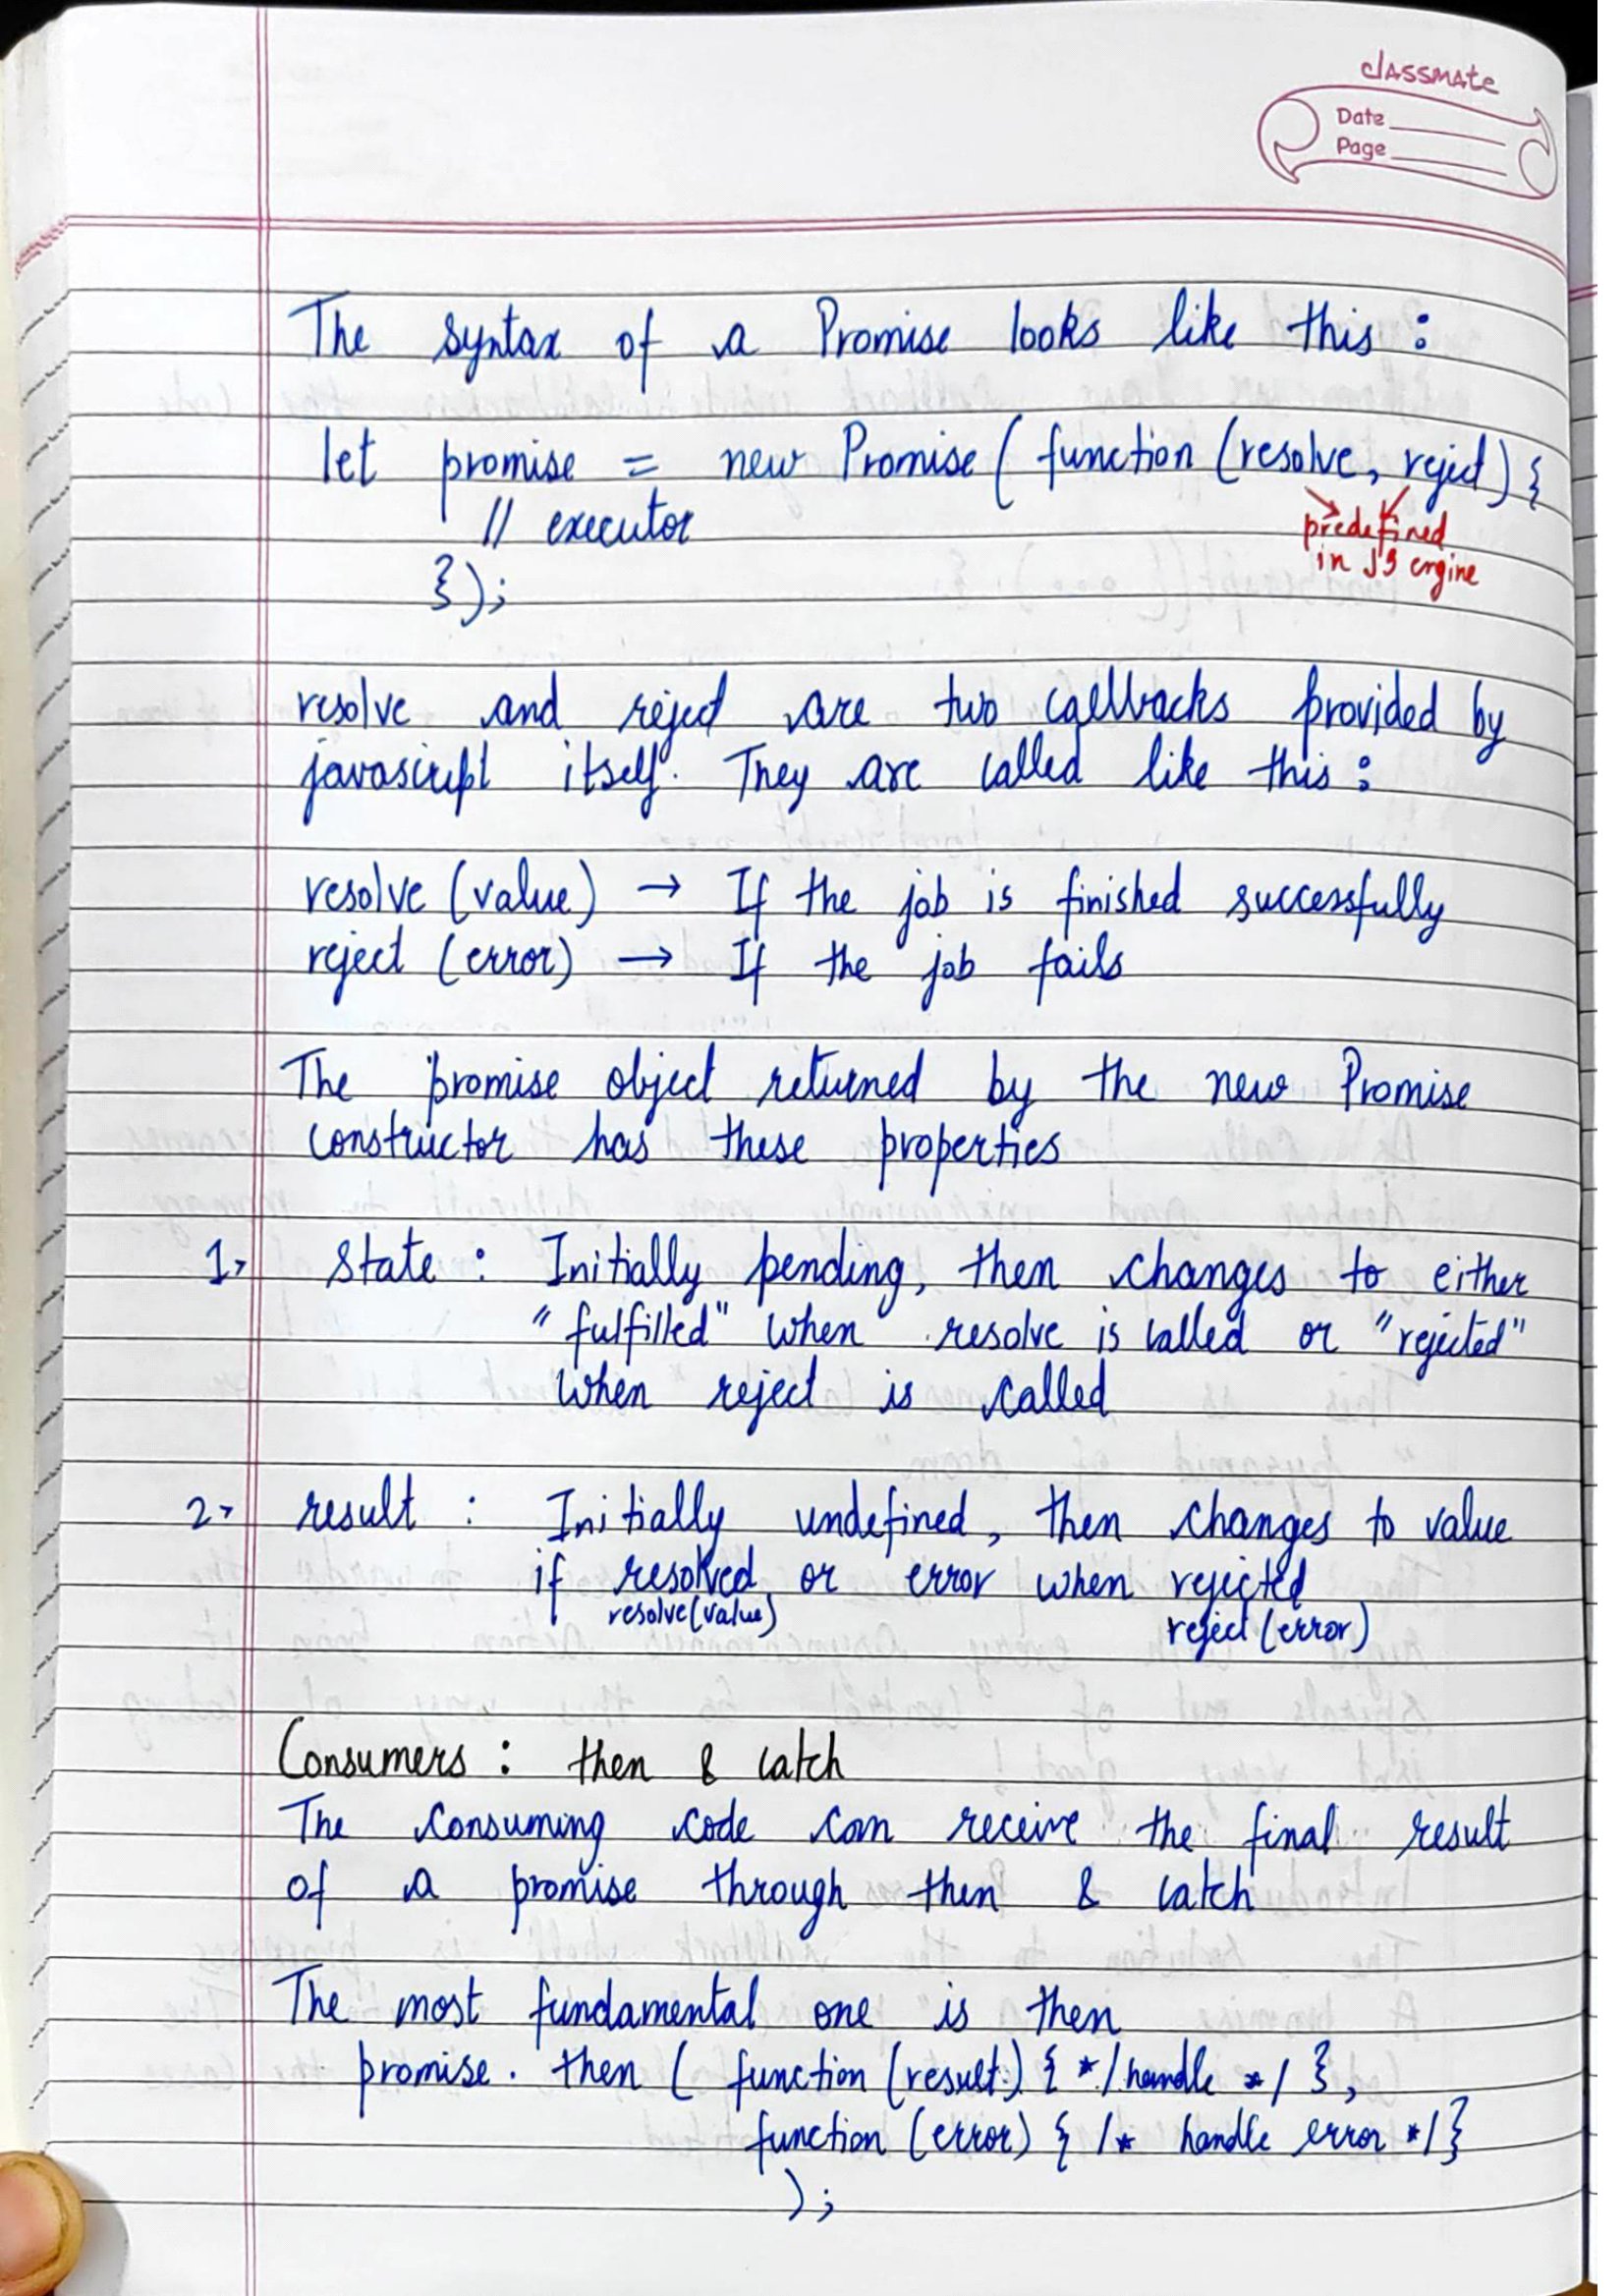 classmate
Date
Page
The syntax of a Promise looks like this :
let promise = new Promise ( function (resolve, reject) {
// executor
predefined
in JS engine
});
resolve and reject are two callbacks provided by
javascript itself. They are called like this :
resolve (value) → If the job is finished successfully
reject (error) → If the job fails
The promise object returned by the new Promise
constructor has these properties
1, state : Initially pending, then changes to either
"fulfilled" when resolve is called or "rejected"
when reject is called
2, result : Initially undefined, then changes to value
if resolved or error when rejected
resolve(value) reject (error)
Consumers : then & catch
The consuming code can receive the final result
of a promise through then & catch
The most fundamental one is then
promise. then ( function (result) { */ handle */ },
function (error) { /* handle error */}
);